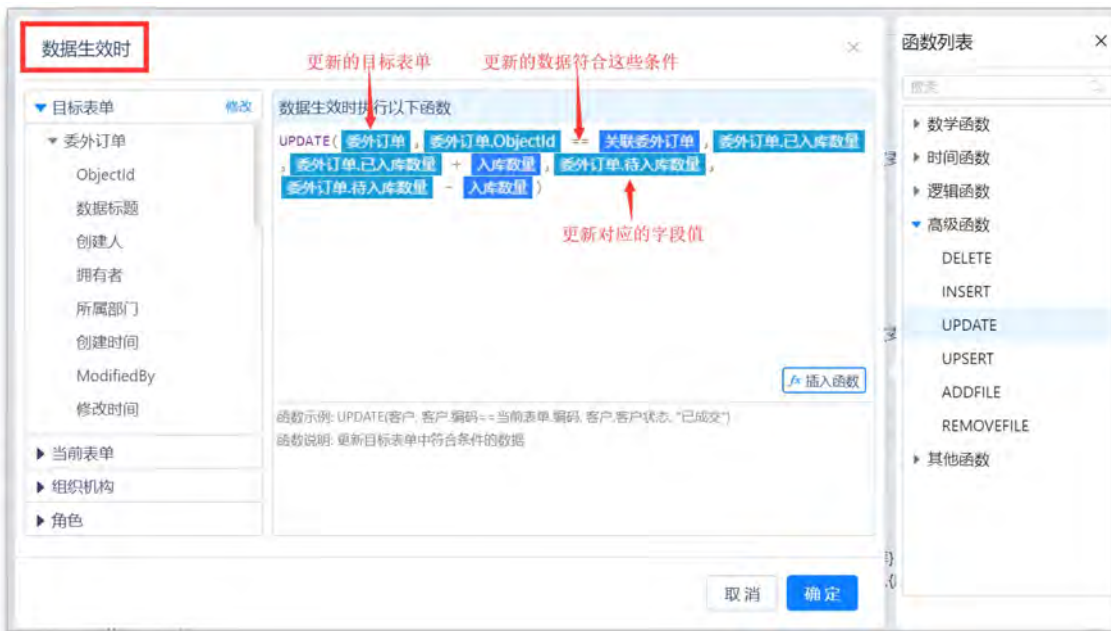 数据生效时
×
更新的目标表单
更新的数据符合这些条件
目标表单
修改
委外订单
ObjectId
数据标题
创建人
拥有者
所属部门
创建时间
ModifiedBy
修改时间
当前表单
组织机构
角色
数据生效时执行以下函数
UPDATE( 委外订单 , 委外订单.ObjectId == 关联委外订单 , 委外订单.已入库数量
, 委外订单.已入库数量 + 入库数量 , 委外订单.待入库数量 ,
委外订单.待入库数量 - 入库数量 )
更新对应的字段值
fx 插入函数
函数示例: UPDATE(客户, 客户.编码==当前表单.编码, 客户.客户状态, "已成交")
函数说明: 更新目标表单中符合条件的数据
取消
确定
函数列表
×
搜索
数学函数
时间函数
逻辑函数
高级函数
DELETE
INSERT
UPDATE
UPSERT
ADDFILE
REMOVEFILE
其他函数